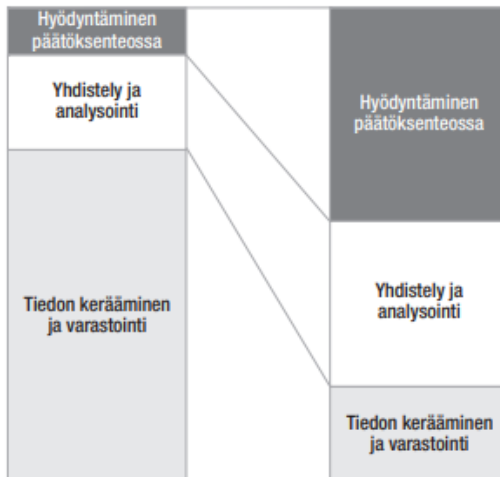 Hyödyntäminen
päätöksenteossa
Yhdistely ja
analysointi
Tiedon kerääminen
ja varastointi
Hyödyntäminen
päätöksenteossa
Yhdistely ja
analysointi
Tiedon kerääminen
ja varastointi